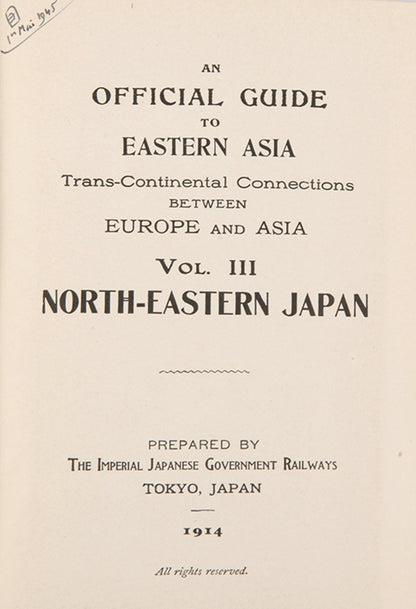 1er Mai 1945
AN
OFFICIAL GUIDE
TO
EASTERN ASIA
Trans-Continental Connections
BETWEEN
EUROPE AND ASIA
VOL. III
NORTH-EASTERN JAPAN
PREPARED BY
THE IMPERIAL JAPANESE GOVERNMENT RAILWAYS
TOKYO, JAPAN
1914
All rights reserved.